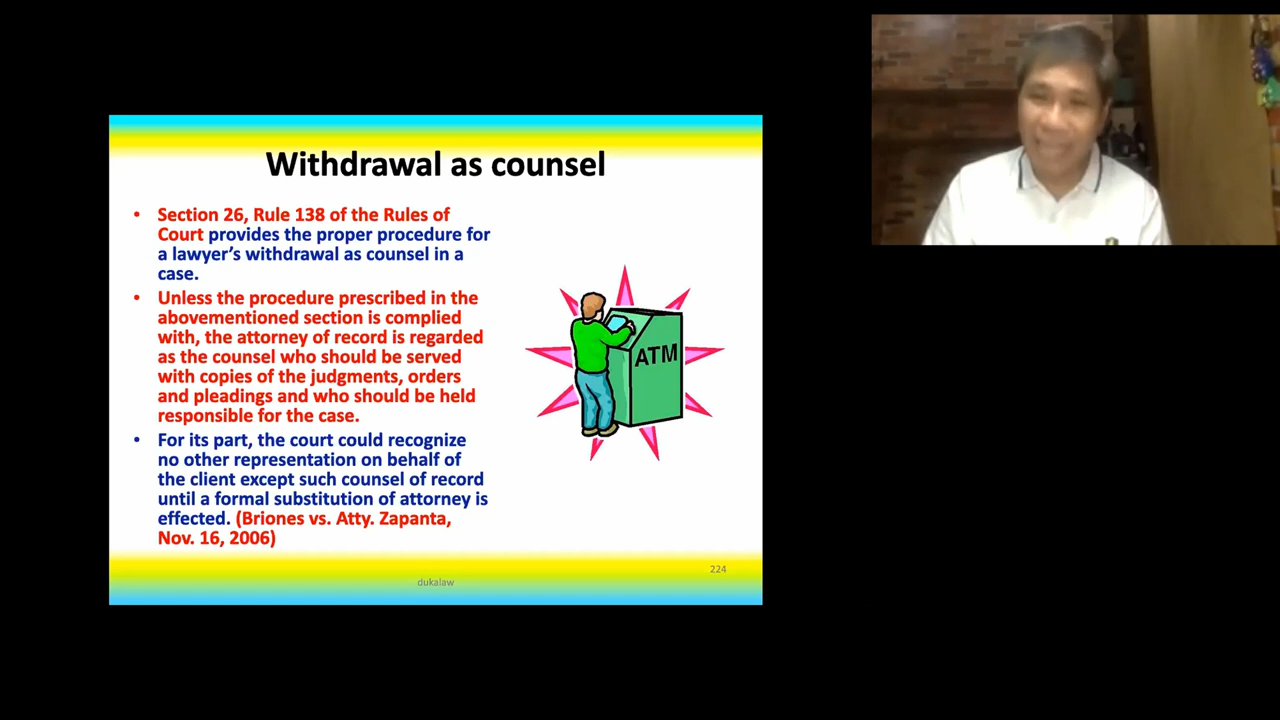 Withdrawal as counsel
• Section 26, Rule 138 of the Rules of
Court provides the proper procedure for
a lawyer's withdrawal as counsel in a
case.
• Unless the procedure prescribed in the
abovementioned section is complied
with, the attorney of record is regarded
as the counsel who should be served
with copies of the judgments, orders
and pleadings and who should be held
responsible for the case.
• For its part, the court could recognize
no other representation on behalf of
the client except such counsel of record
until a formal substitution of attorney is
effected. (Briones vs. Atty. Zapanta,
Nov. 16, 2006)
ATM
224
dukalaw